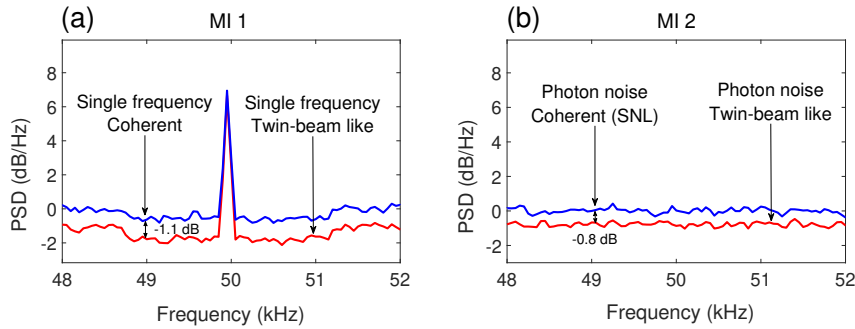 (a)
MI 1
PSD (dB/Hz)
8
6
4
2
0
-2
Single frequency
Coherent
Single frequency
Twin-beam like
-1.1 dB
48
49
50
51
52
Frequency (kHz)
(b)
MI 2
PSD (dB/Hz)
8
6
4
2
0
-2
Photon noise
Coherent (SNL)
Photon noise
Twin-beam like
-0.8 dB
48
49
50
51
52
Frequency (kHz)